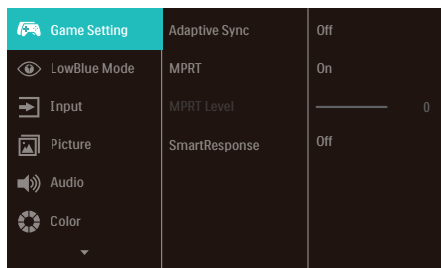 Game Setting Adaptive Sync Off
LowBlue Mode MPRT On
Input MPRT Level 0
Picture SmartResponse Off
Audio
Color